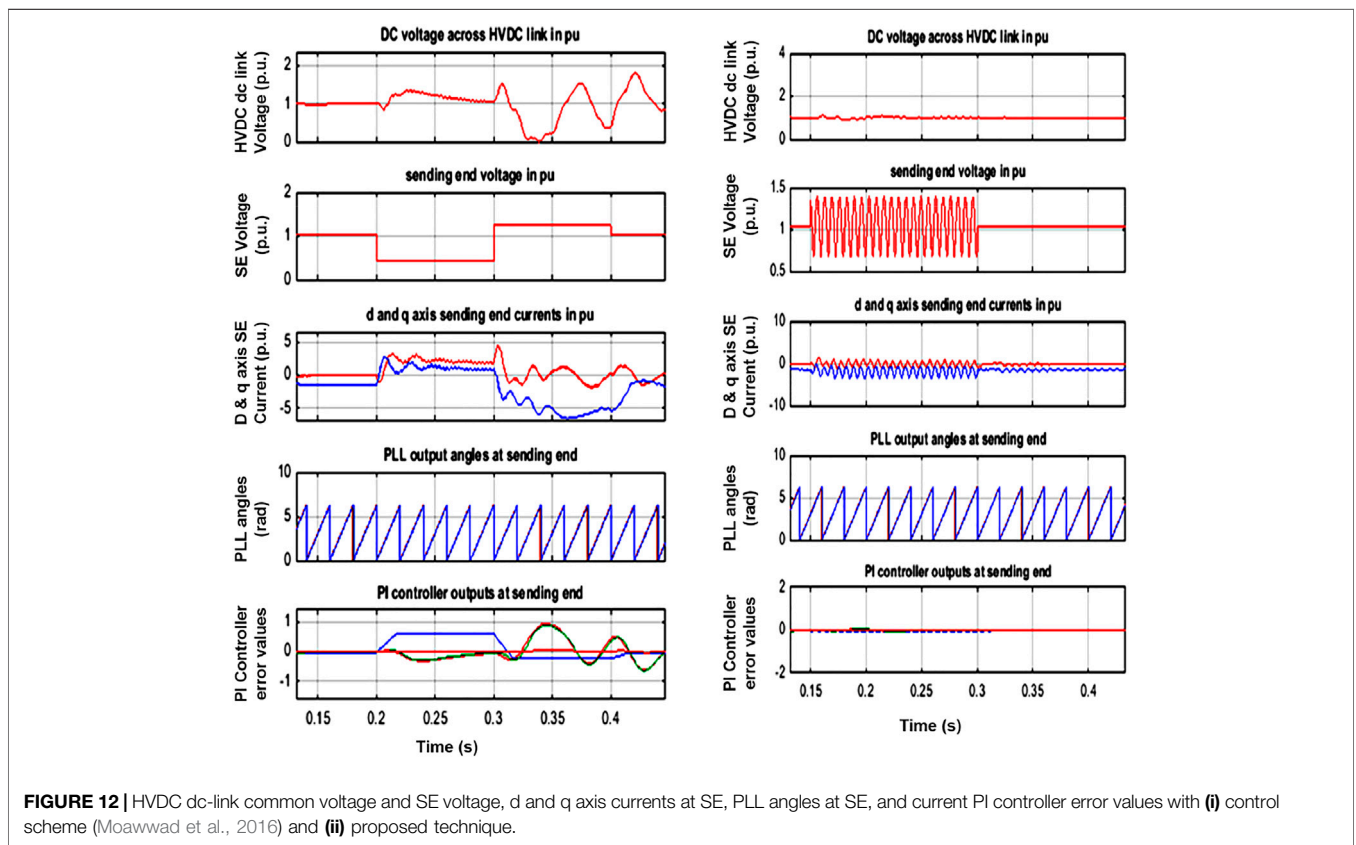 DC voltage across HVDC link in pu
HVDC dc link
Voltage (p.u.)
2
1
0
sending end voltage in pu
SE Voltage
(p.u.)
2
1
0
d and q axis sending end currents in pu
D & q axis SE
Current (p.u.)
5
0
-5
PLL output angles at sending end
PLL angles
(rad)
10
5
0
PI controller outputs at sending end
PI Controller
error values
1
0
-1
0.15 0.2 0.25 0.3 0.35 0.4
Time (s)
DC voltage across HVDC link in pu
HVDC dc link
Voltage (p.u.)
4
2
0
sending end voltage in pu
SE Voltage
(p.u.)
1.5
1
0.5
d and q axis sending end currents in pu
D & q axis SE
Current (p.u.)
10
0
-10
PLL output angles at sending end
PLL angles
(rad)
10
5
0
PI controller outputs at sending end
PI Controller
error values
2
0
-2
0.15 0.2 0.25 0.3 0.35 0.4
Time (s)
FIGURE 12 | HVDC dc-link common voltage and SE voltage, d and q axis currents at SE, PLL angles at SE, and current PI controller error values with (i) control
scheme (Moawwad et al., 2016) and (ii) proposed technique.